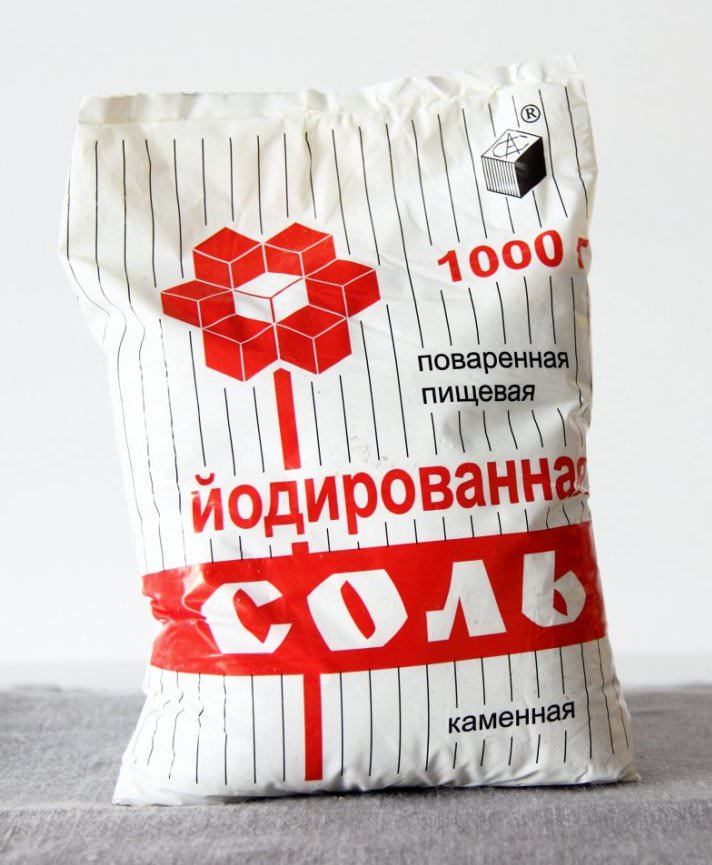 ®
1000 г
поваренная
пищевая
йодированная
СОЛЬ
каменная